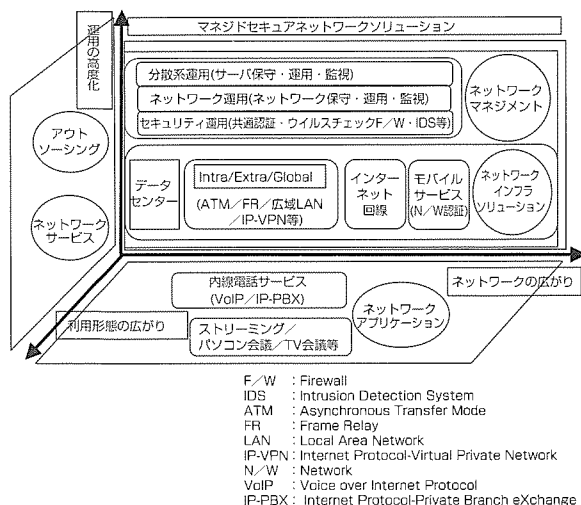 マネジドセキュアネットワークソリューション
運用の高度化
分散系運用(サーバ保守・運用・監視)
ネットワーク運用(ネットワーク保守・運用・監視)
セキュリティ運用(共通認証・ウイルスチェックF/W・IDS等)
ネットワーク
マネジメント
アウト
ソーシング
ネットワーク
サービス
データ
センター
Intra/Extra/Global
(ATM/FR/広域LAN
/IP-VPN等)
インター
ネット
回線
モバイル
サービス
(N/W認証)
ネットワーク
インフラ
ソリューション
内線電話サービス
(VoIP/IP-PBX)
ネットワークの広がり
ネットワーク
アプリケーション
利用形態の広がり
ストリーミング/
パソコン会議/TV会議等
F/W : Firewall
IDS : Intrusion Detection System
ATM : Asynchronous Transfer Mode
FR : Frame Relay
LAN : Local Area Network
IP-VPN : Internet Protocol-Virtual Private Network
N/W : Network
VoIP : Voice over Internet Protocol
IP-PBX : Internet Protocol-Private Branch eXchange